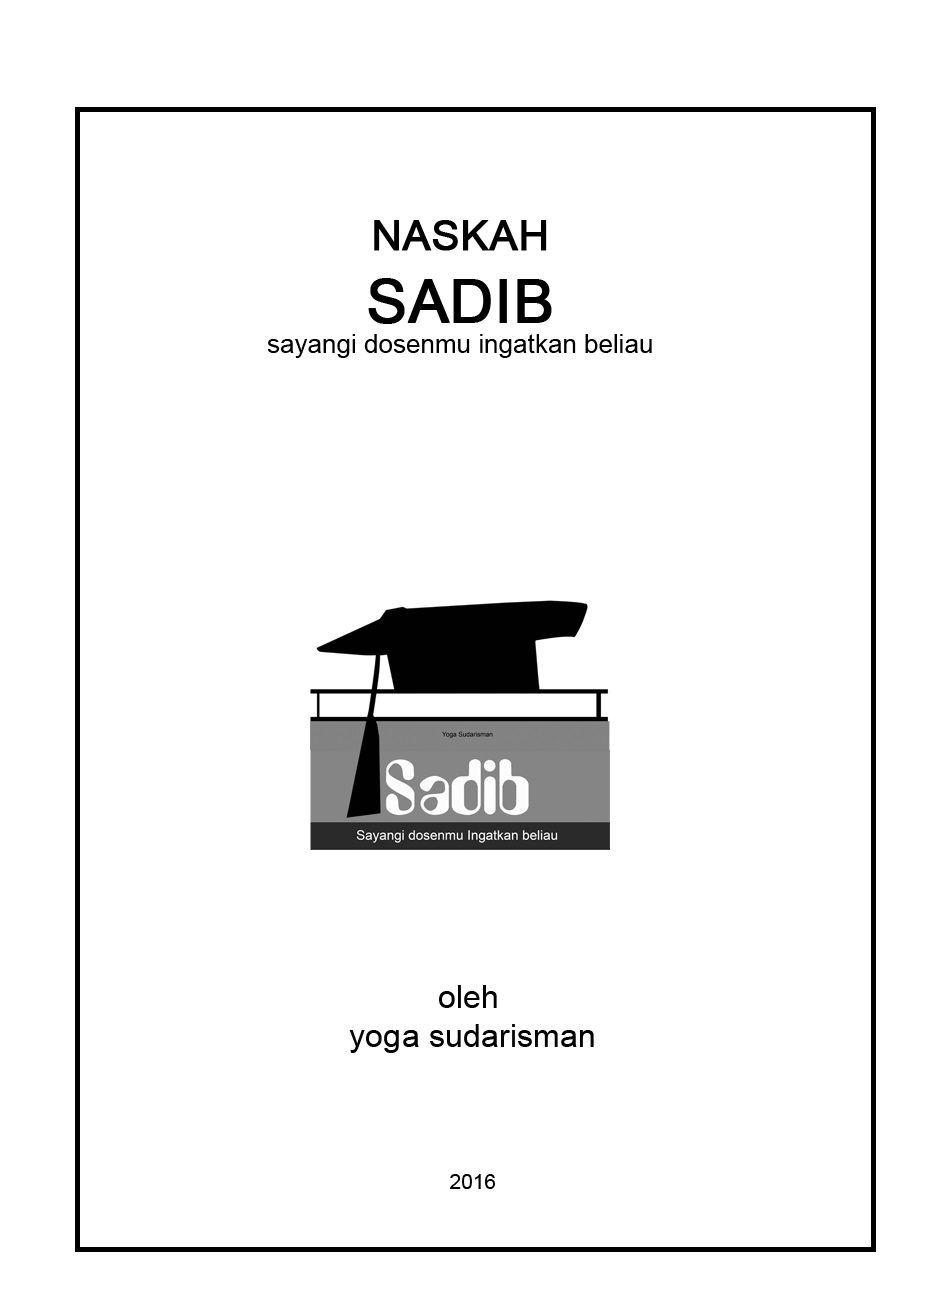 NASKAH
SADIB
sayangi dosenmu ingatkan beliau
Yoga Sudarisman
Sadib
Sayangi dosenmu Ingatkan beliau
oleh
yoga sudarisman
2016